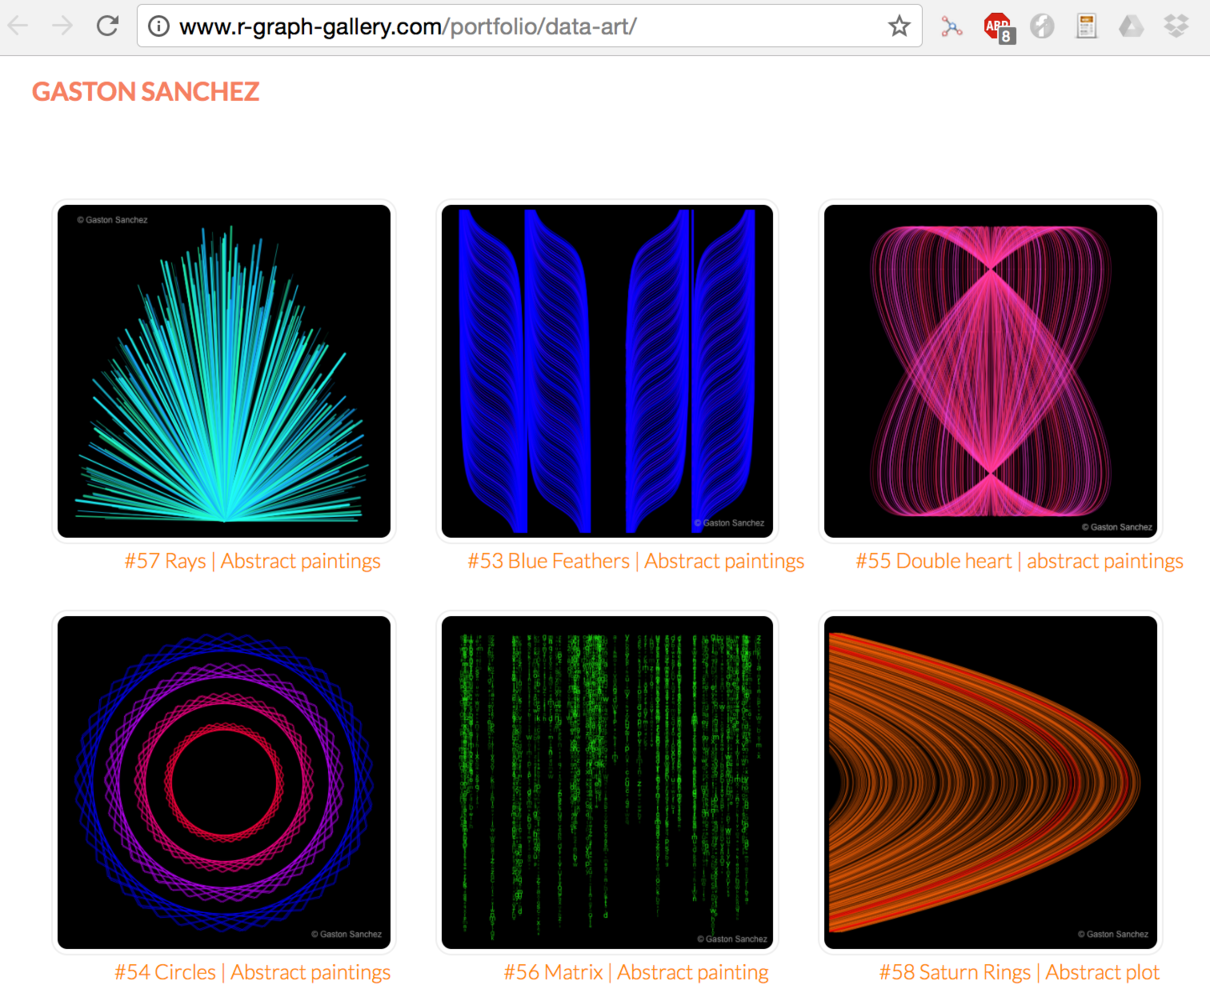 www.r-graph-gallery.com/portfolio/data-art/
ABP
8
GASTON SANCHEZ
© Gaston Sanchez
© Gaston Sanchez
© Gaston Sanchez
#57 Rays | Abstract paintings
#53 Blue Feathers | Abstract paintings
#55 Double heart | abstract paintings
© Gaston Sanchez
© Gaston Sanchez
© Gaston Sanchez
#54 Circles | Abstract paintings
#56 Matrix | Abstract painting
#58 Saturn Rings | Abstract plot